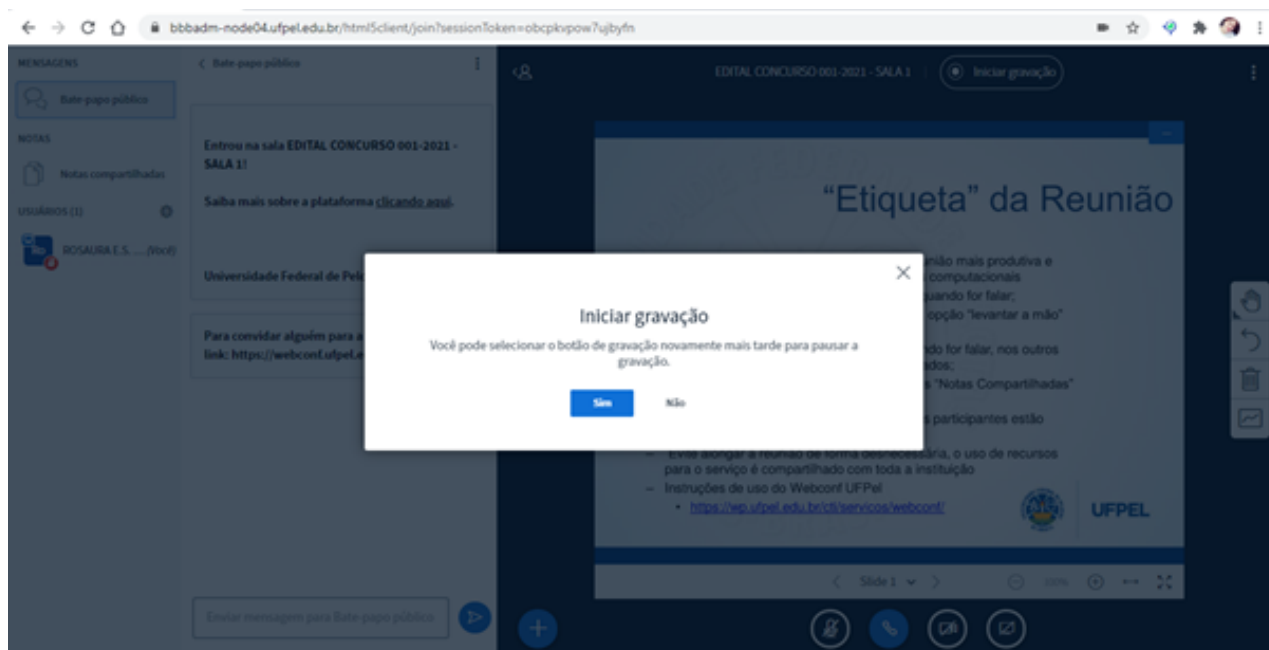 bbbadm-node04.ufpel.edu.br/html5client/join?sessionToken=obcpkvpow7ujbyfn
MENSAGENS
Bate-papo público
NOTAS
Notas compartilhadas
USUÁRIOS (1)
ROSAURA E.S. .... (Você)
Bate-papo público
Entrou na sala EDITAL CONCURSO 001-2021 -
SALA 1!
Saiba mais sobre a plataforma clicando aqui.
Universidade Federal de Pelo
Para convidar alguém para a
link: https://webconf.ufpel.e
Enviar mensagem para Bate-papo público
EDITAL CONCURSO 001-2021 - SALA 1
Iniciar gravação
“Etiqueta” da Reunião
união mais produtiva e
computacionais
quando for falar;
opção “levantar a mão”
ndo for falar, nos outros
ados;
s “Notas Compartilhadas”
s participantes estão
– Evite alongar a reunião de forma desnecessária, o uso de recursos
para o serviço é compartilhado com toda a instituição
– Instruções de uso do Webconf UFPel
• https://wp.ufpel.edu.br/cti/servicos/webconf/
UFPEL
Slide 1
100%
Iniciar gravação
Você pode selecionar o botão de gravação novamente mais tarde para pausar a
gravação.
Sim
Não